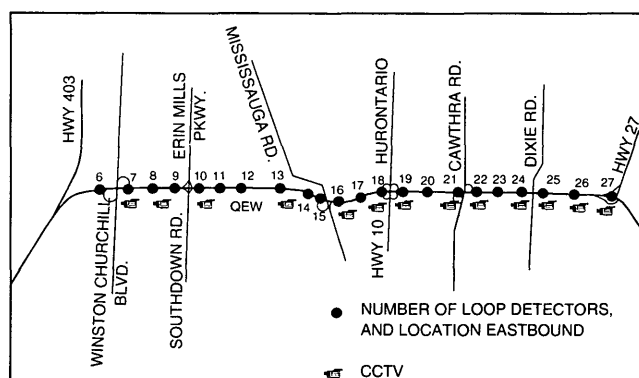 HWY 403
WINSTON CHURCHILL
BLVD.
SOUTHDOWN RD.
ERIN MILLS
PKWY.
MISSISSAUGA RD.
HWY 10
HURONTARIO
CAWTHRA RD.
DIXIE RD.
HWY 27
6 7 8 9 10 11 12 13 14 15 16 17 18 19 20 21 22 23 24 25 26 27
QEW
NUMBER OF LOOP DETECTORS,
AND LOCATION EASTBOUND
CCTV